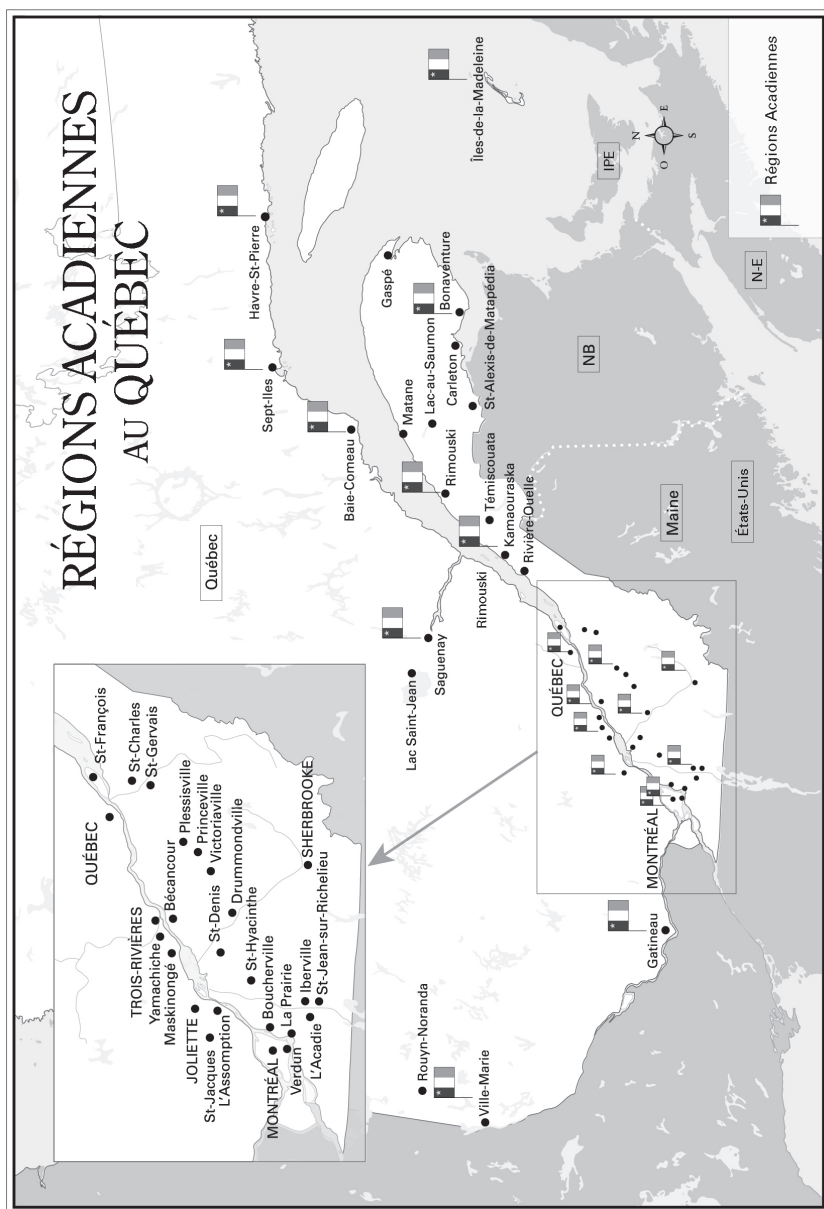 RÉGIONS ACADIENNES
AU QUÉBEC
Québec
Havre-St-Pierre
Sept-Iles
Baie-Comeau
Îles-de-la-Madeleine
Gaspé
Bonaventure
Carleton
Lac-au-Saumon
Matane
St-Alexis-de-Matapédia
Rimouski
Témiscouata
Kamaouraska
Rivière-Ouelle
Rimouski
Saguenay
Lac Saint-Jean
QUÉBEC
MONTRÉAL
Gatineau
Rouyn-Noranda
Ville-Marie
IPE
NB
N-E
Maine
États-Unis
N
E
S
O
Régions Acadiennes
St-François
St-Charles
St-Gervais
QUÉBEC
Plessisville
Princeville
Victoriaville
Bécancour
TROIS-RIVIÈRES
Yamachiche
Maskinongé
St-Denis
Drummondville
SHERBROOKE
JOLIETTE
St-Hyacinthe
St-Jacques
L'Assomption
Boucherville
La Prairie
Iberville
St-Jean-sur-Richelieu
MONTRÉAL
Verdun
L'Acadie